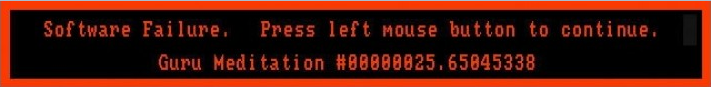 Software Failure. Press left mouse button to continue.
Guru Meditation #00000025.65045338